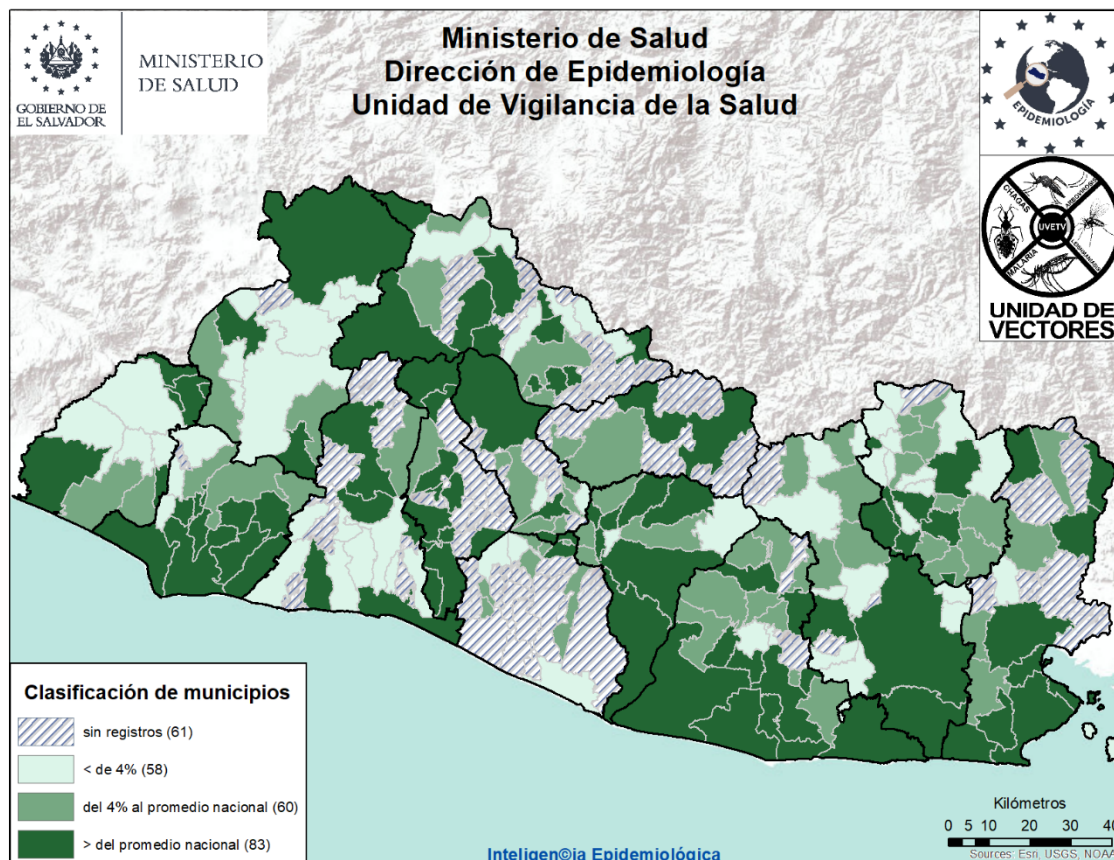 Ministerio de Salud
Dirección de Epidemiología
Unidad de Vigilancia de la Salud
GOBIERNO DE
EL SALVADOR
MINISTERIO
DE SALUD
EPIDEMIOLOGÍA
CHAGAS
UVETV
MALARIA
UNIDAD DE
VECTORES
Clasificación de municipios
sin registros (61)
< de 4% (58)
del 4% al promedio nacional (60)
> del promedio nacional (83)
Inteligen©ia Epidemiológica
Kilómetros
0 5 10 20 30 40
Sources: Esri, USGS, NOAA